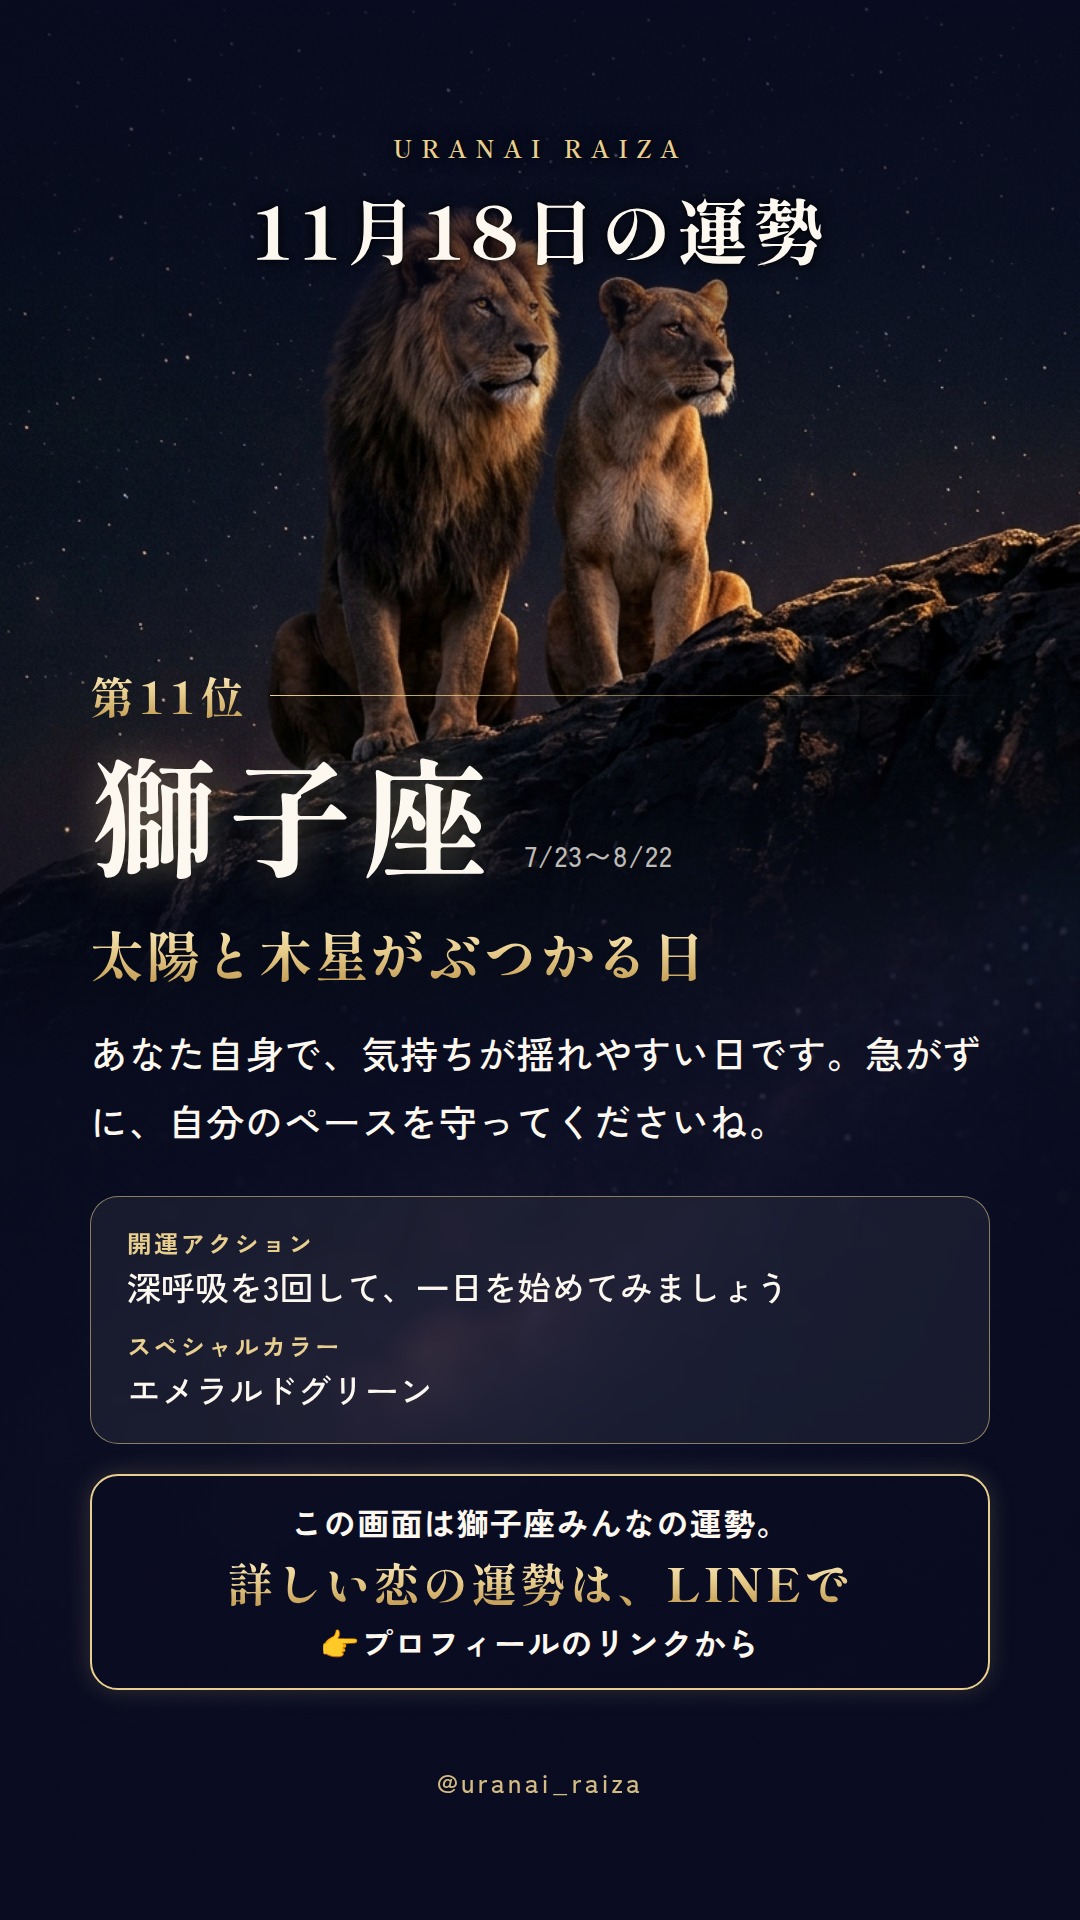 URANAI RAIZA
11月18日の運勢
第11位
獅子座 7/23〜8/22
太陽と木星がぶつかる日
あなた自身で、気持ちが揺れやすい日です。急がず
に、自分のペースを守ってくださいね。
開運アクション
深呼吸を3回して、一日を始めてみましょう
スペシャルカラー
エメラルドグリーン
この画面は獅子座みんなの運勢。
詳しい恋の運勢は、LINEで
👉プロフィールのリンクから
@uranai_raiza